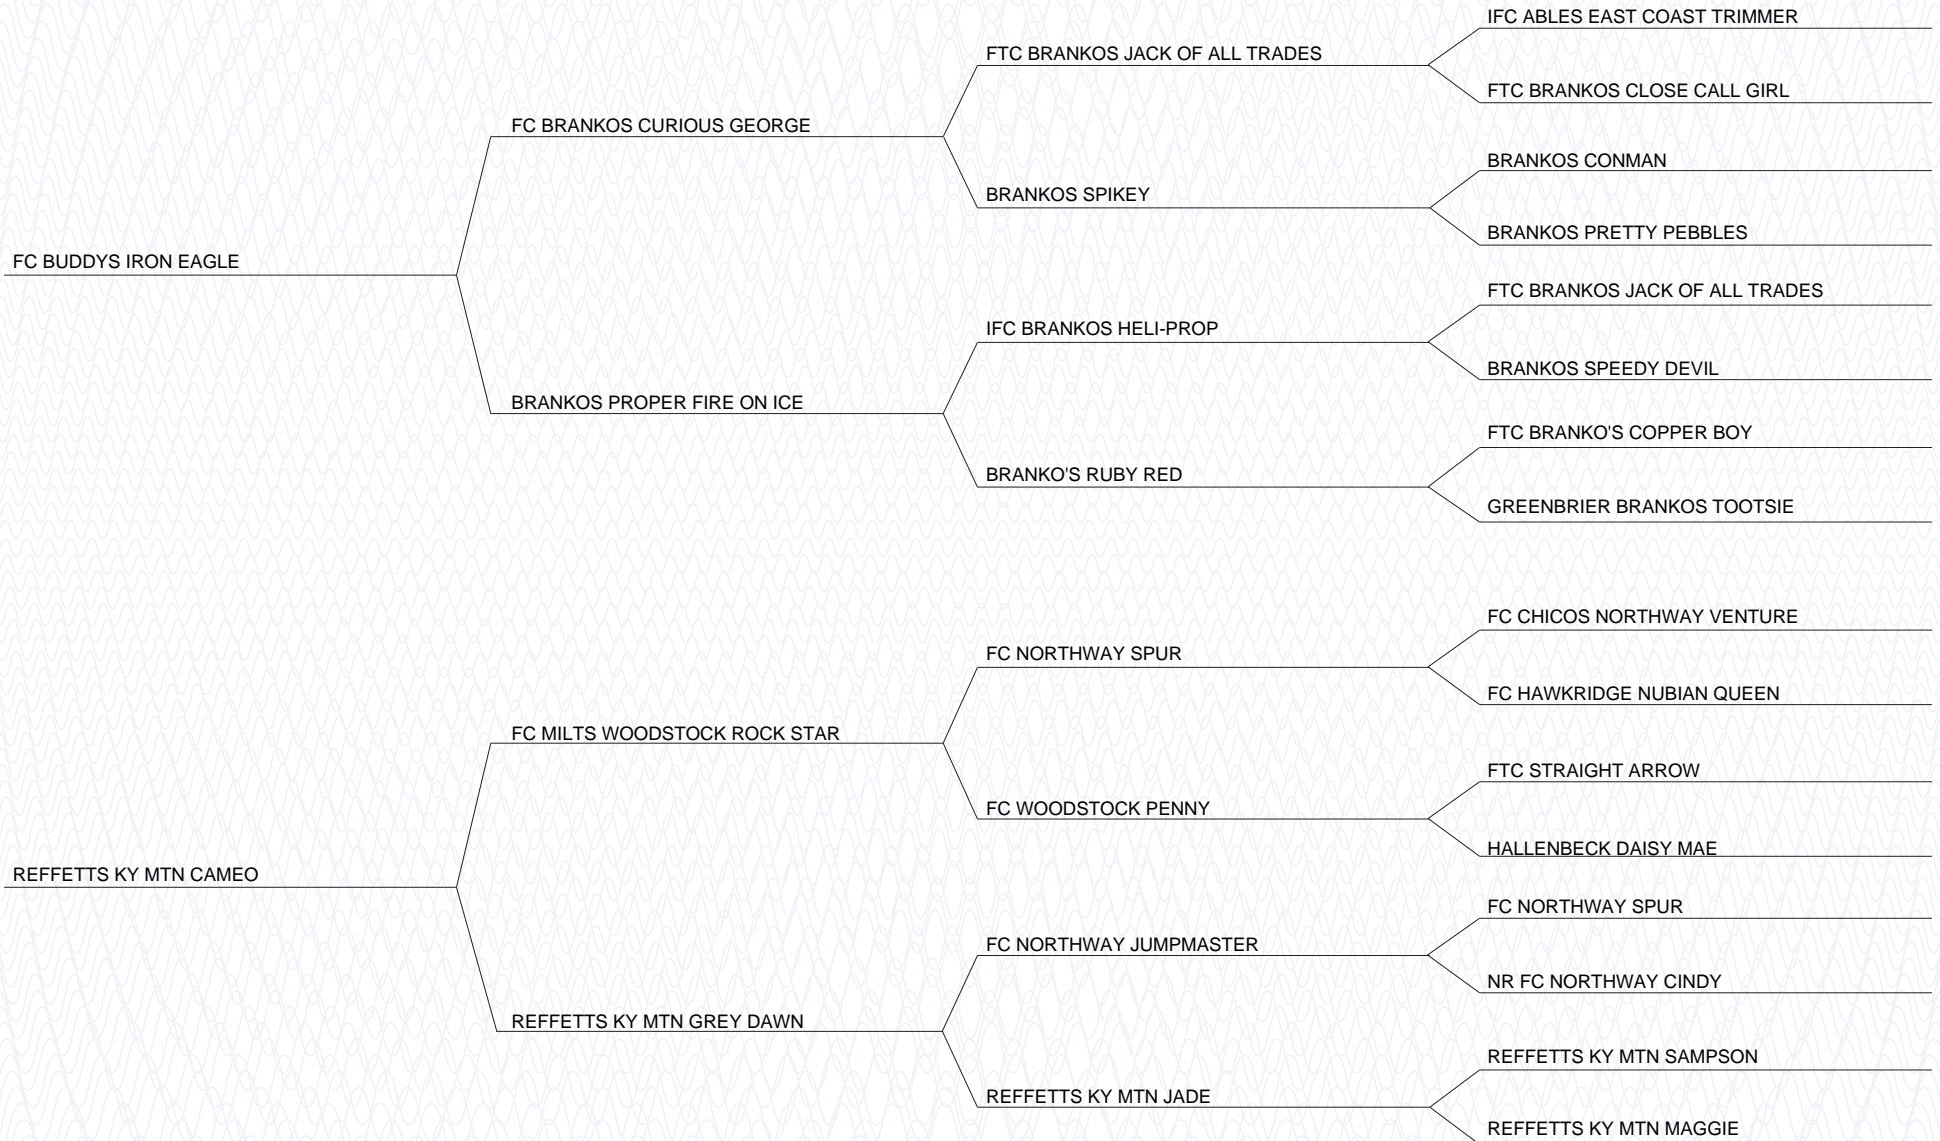 IFC ABLES EAST COAST TRIMMER
FTC BRANKOS JACK OF ALL TRADES
FTC BRANKOS CLOSE CALL GIRL
FC BRANKOS CURIOUS GEORGE
BRANKOS CONMAN
BRANKOS SPIKEY
BRANKOS PRETTY PEBBLES
FC BUDDYS IRON EAGLE
FTC BRANKOS JACK OF ALL TRADES
IFC BRANKOS HELI-PROP
BRANKOS SPEEDY DEVIL
BRANKOS PROPER FIRE ON ICE
FTC BRANKO'S COPPER BOY
BRANKO'S RUBY RED
GREENBRIER BRANKOS TOOTSIE
FC CHICOS NORTHWAY VENTURE
FC NORTHWAY SPUR
FC HAWKRIDGE NUBIAN QUEEN
FC MILTS WOODSTOCK ROCK STAR
FTC STRAIGHT ARROW
FC WOODSTOCK PENNY
HALLENBECK DAISY MAE
REFFETTS KY MTN CAMEO
FC NORTHWAY SPUR
FC NORTHWAY JUMPMASTER
NR FC NORTHWAY CINDY
REFFETTS KY MTN GREY DAWN
REFFETTS KY MTN SAMPSON
REFFETTS KY MTN JADE
REFFETTS KY MTN MAGGIE